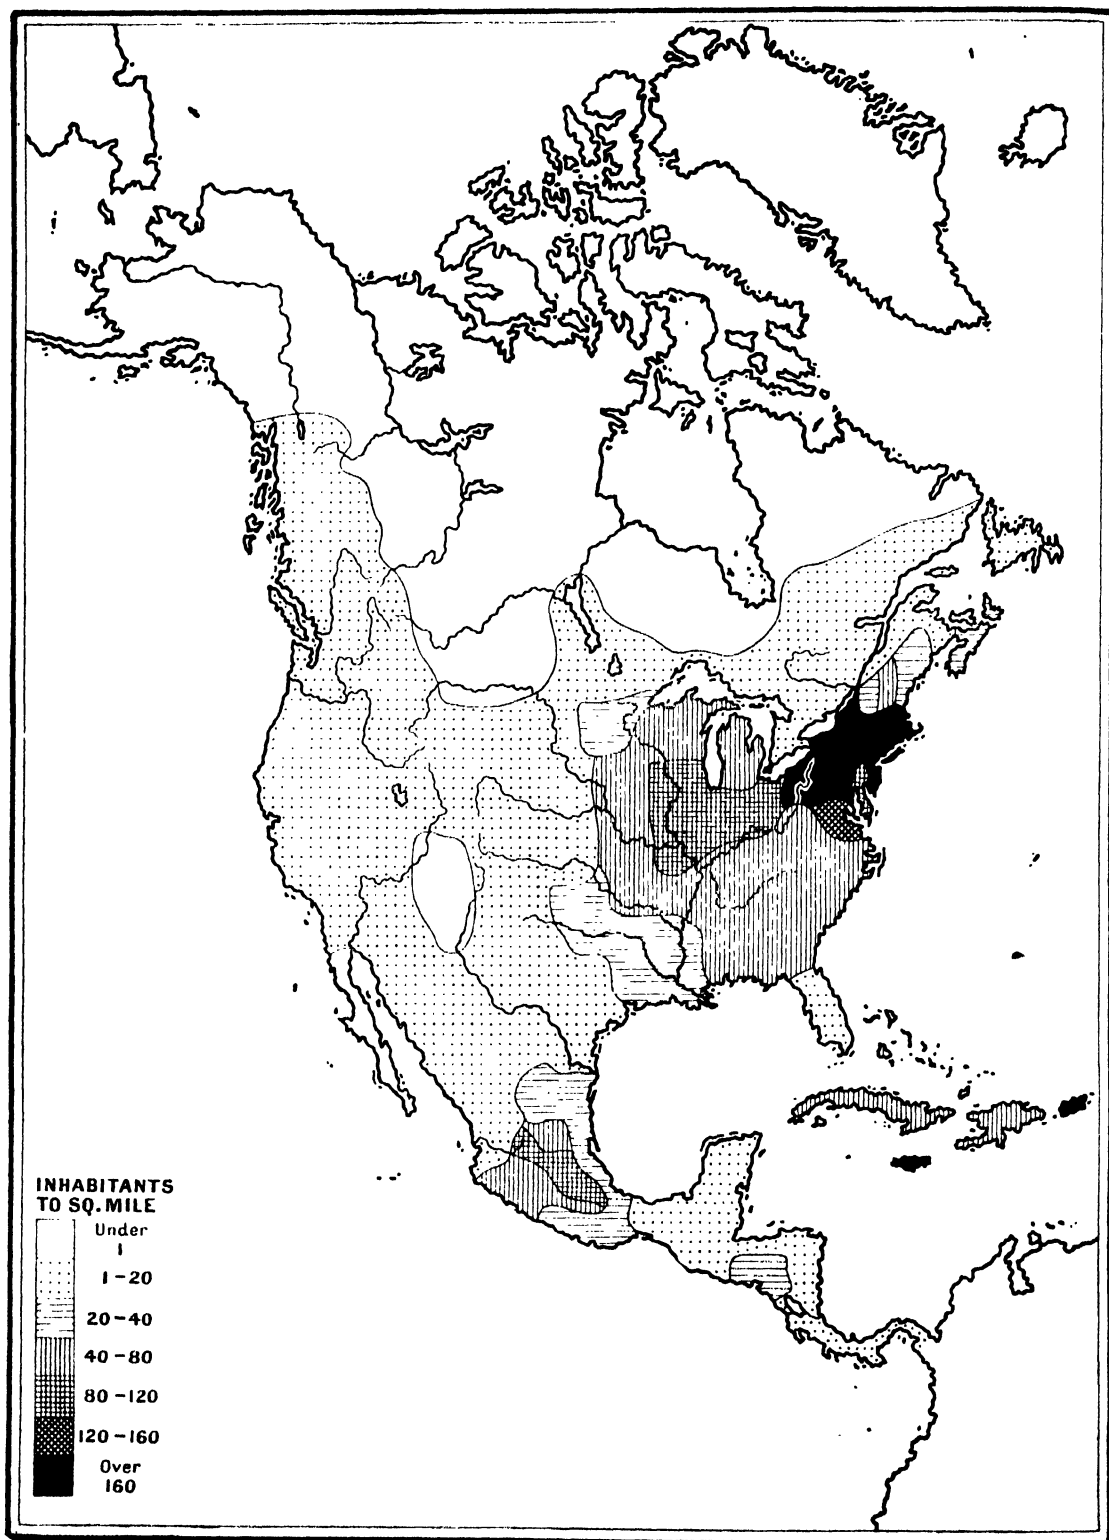 INHABITANTS
TO SQ. MILE
Under
1
1-20
20-40
40-80
80-120
120-160
Over
160